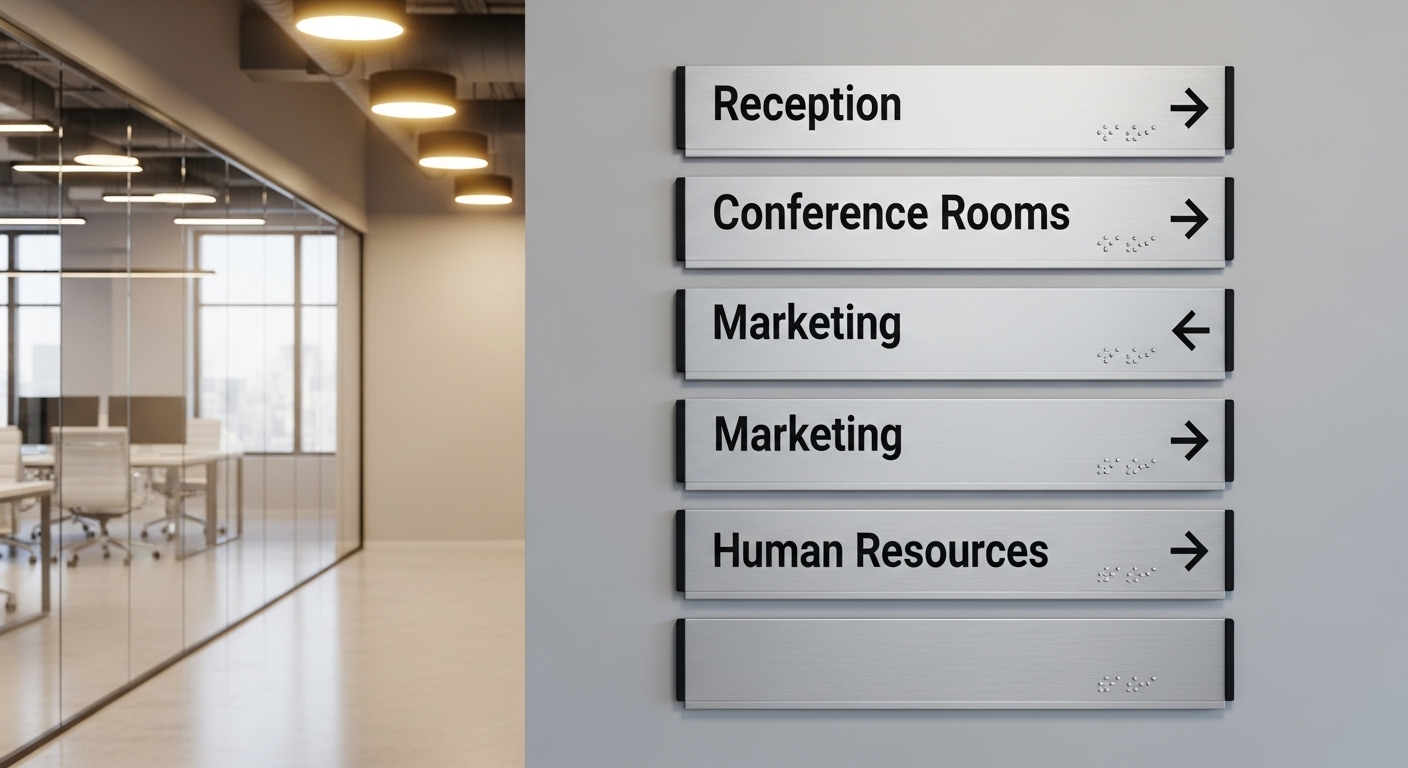 Reception →
Conference Rooms →
Marketing ←
Marketing →
Human Resources →